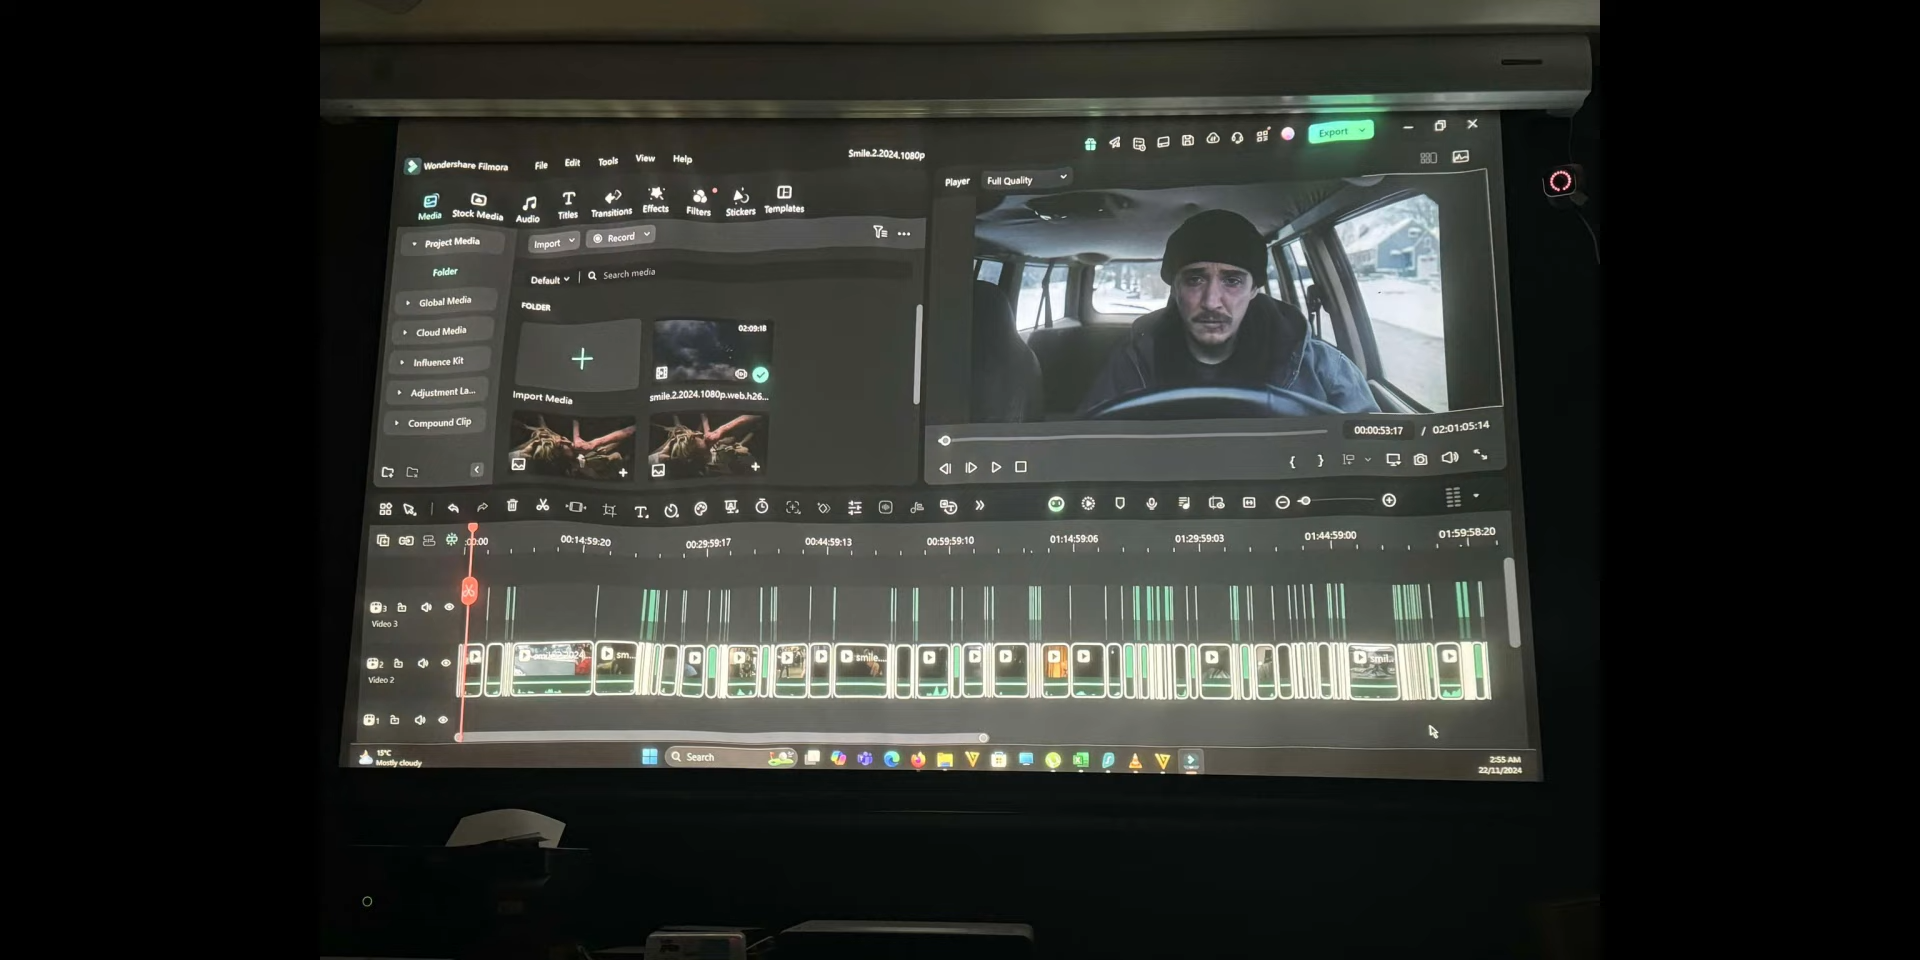 Wondershare Filmora
File Edit Tools View Help
Smile.2.2024.1080p
Export
Media Stock Media Audio Titles Transitions Effects Filters Stickers Templates
Player Full Quality
Project Media
Import Record
Folder
Default Search media
Global Media
FOLDER
Cloud Media
02:09:18
Influence Kit
Adjustment La...
Import Media
smile.2.2024.1080p.web.h26...
Compound Clip
00:00:53:17 / 02:01:05:14
:00:00 00:14:59:20 00:29:59:17 00:44:59:13 00:59:59:10 01:14:59:06 01:29:59:03 01:44:59:00 01:59:58:20
3
Video 3
2
Video 2
sm...
smile...
smil...
1
15°C
Mostly cloudy
Search
2:55 AM
22/11/2024